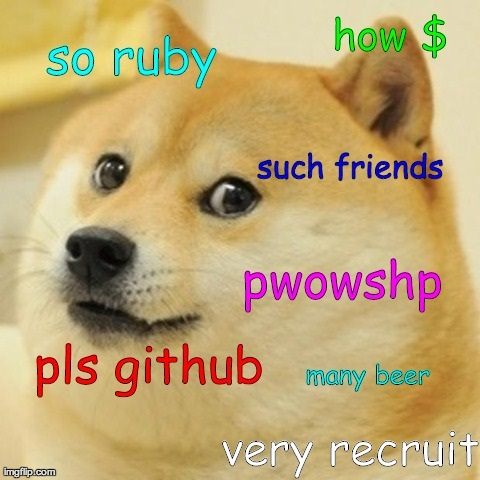 how $
so ruby
such friends
pwowshp
pls github
many beer
very recruit
imgflip.com